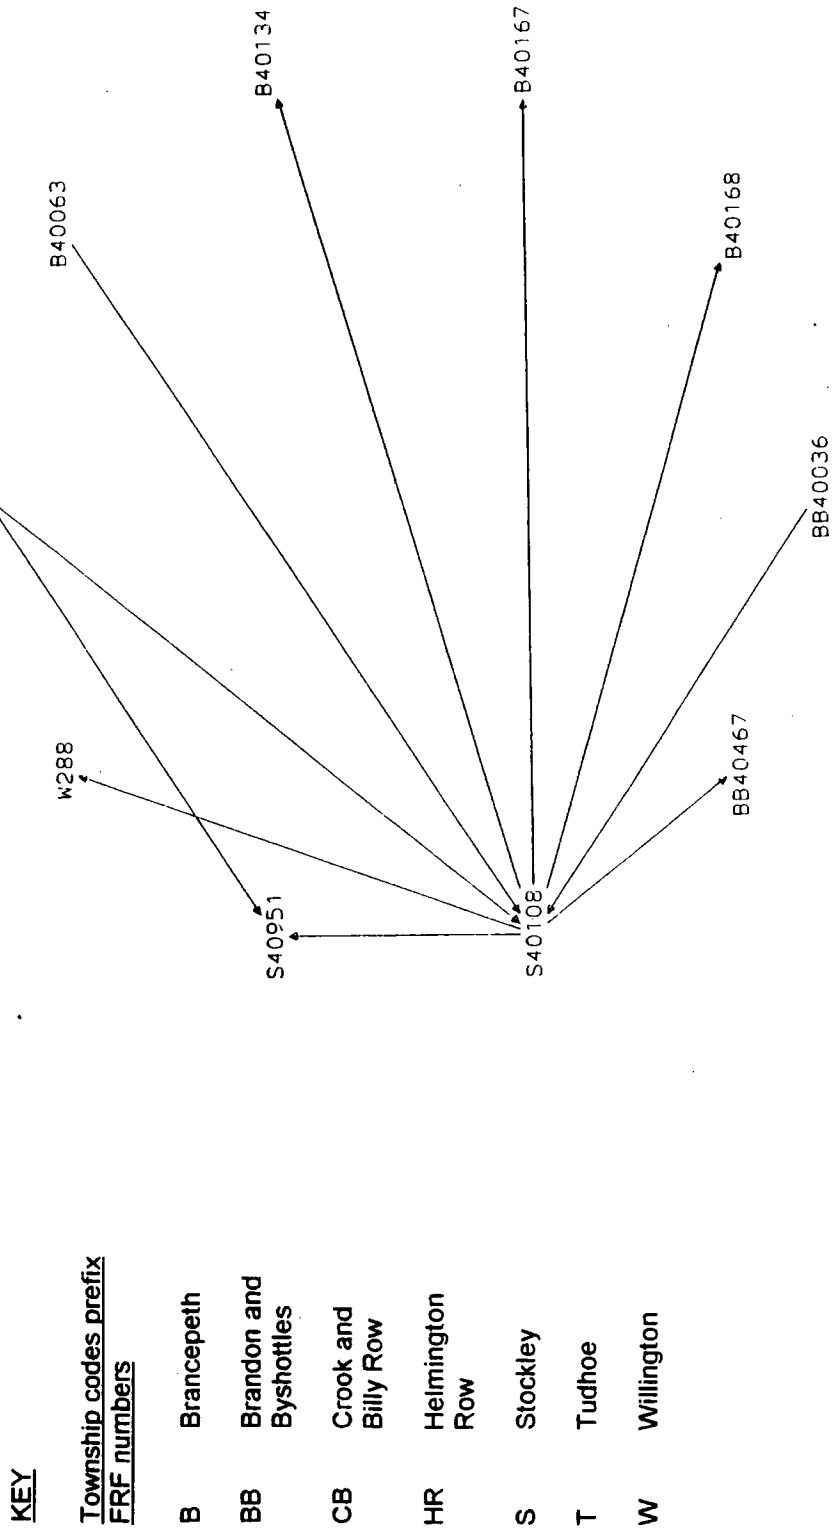 KEY
Township codes prefix
FRF numbers
B Brancepeth
BB Brandon and
Byshottles
CB Crook and
Billy Row
HR Helmington
Row
S Stockley
T Tudhoe
W Willington
S40951
W288
B40063
B40134
S40108
B40167
BB40467
B40168
BB40036